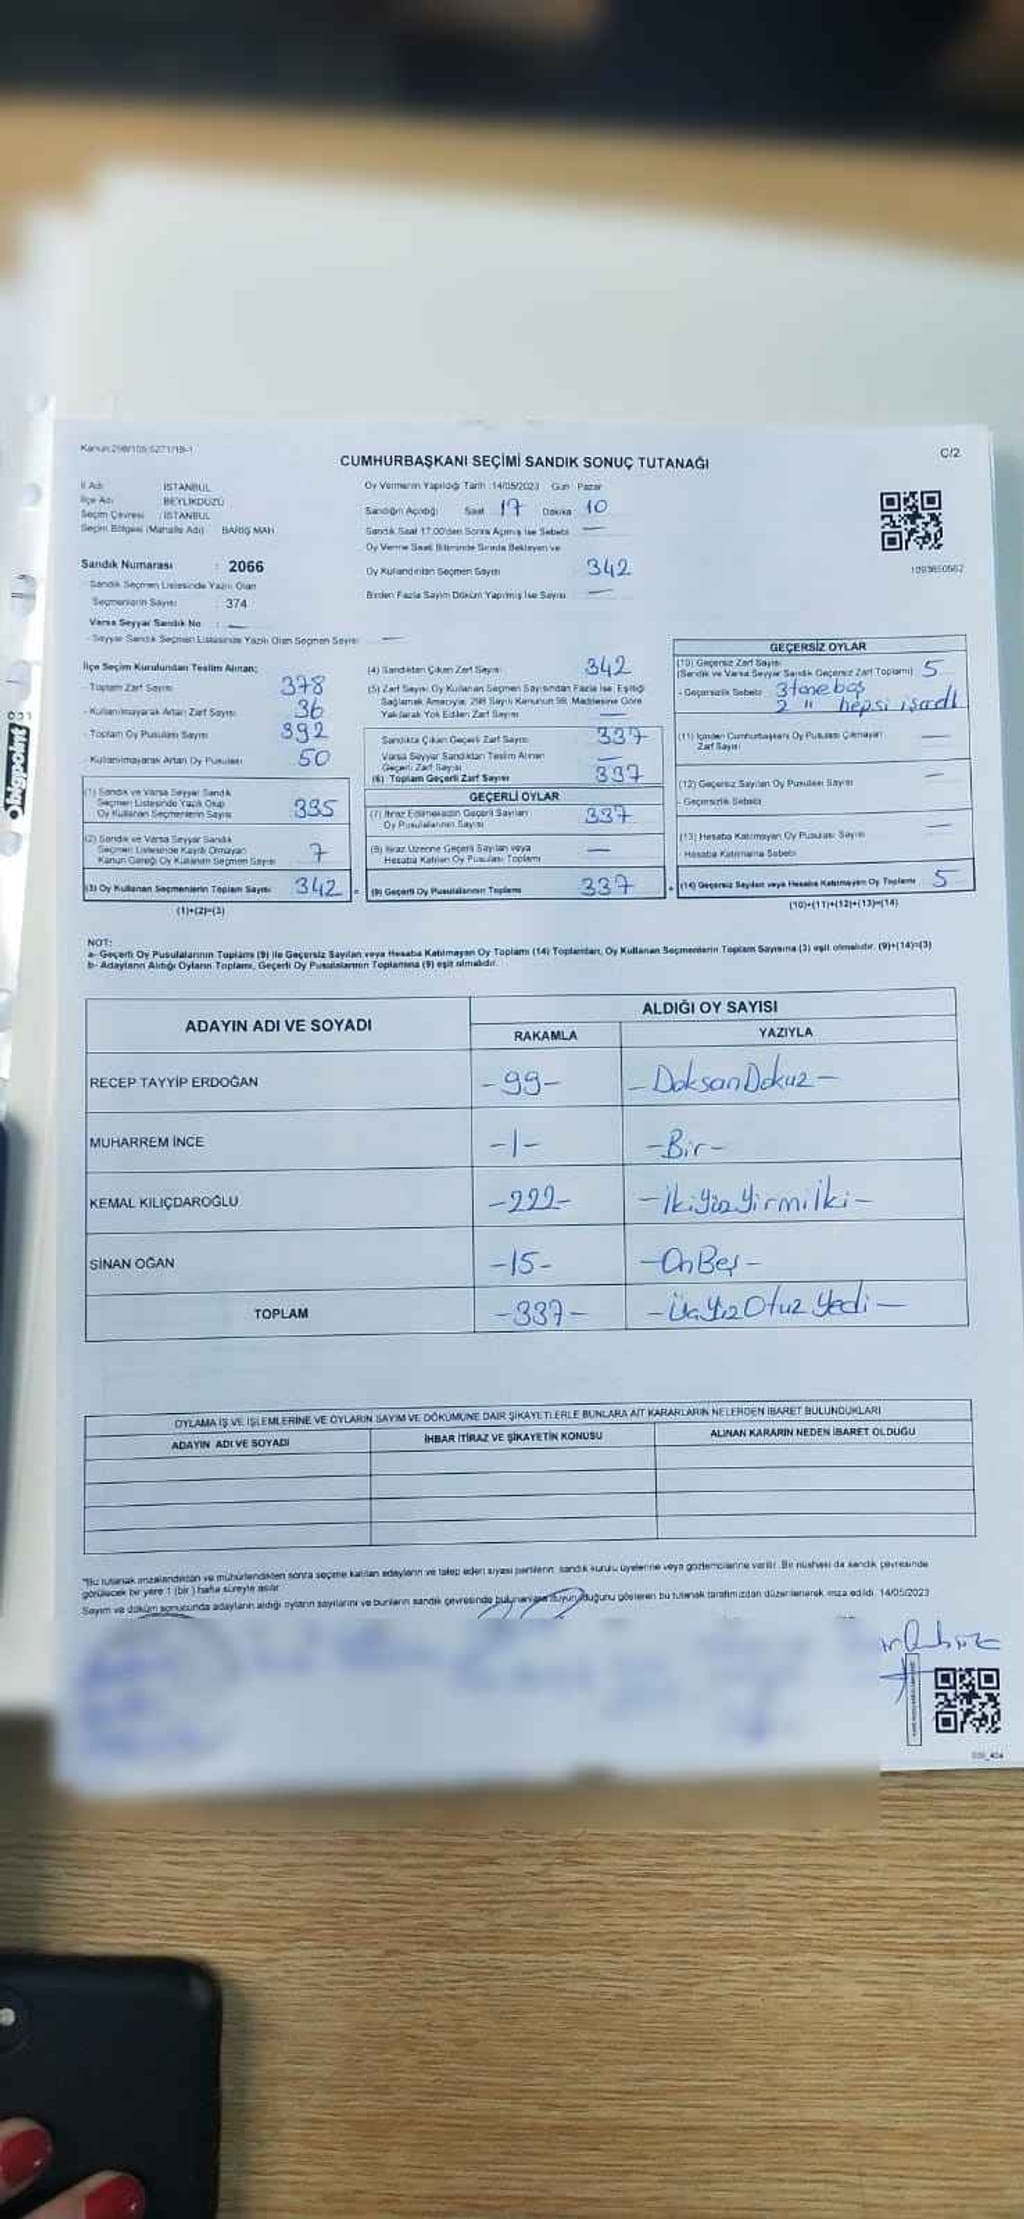 Kanun:298/105;6271/19-1
C/2
CUMHURBAŞKANI SEÇİMİ SANDIK SONUÇ TUTANAĞI
İl Adı : İSTANBUL
İlçe Adı : BEYLİKDÜZÜ
Seçim Çevresi : İSTANBUL
Seçim Bölgesi (Mahalle Adı) BARIŞ MAH
Sandık Numarası : 2066
Sandık Seçmen Listesinde Yazılı Olan
Seçmenlerin Sayısı : 374
Varsa Seyyar Sandık No : —
- Seyyar Sandık Seçmen Listesinde Yazılı Olan Seçmen Sayısı —
Oy Vermenin Yapıldığı Tarih :14/05/2023 Gün Pazar
Sandığın Açıldığı Saat 17 Dakika 10
Sandık Saat 17.00'den Sonra Açılmış İse Sebebi —
Oy Verme Saati Bitiminde Sırada Bekleyen ve
Oy Kullandırılan Seçmen Sayısı 342
Birden Fazla Sayım Döküm Yapılmış İse Sayısı —
1093650562
İlçe Seçim Kurulundan Teslim Alınan;
- Toplam Zarf Sayısı 378
- Kullanılmayarak Artan Zarf Sayısı 36
- Toplam Oy Pusulası Sayısı 392
- Kullanılmayarak Artan Oy Pusulası 50
(1) Sandık ve Varsa Seyyar Sandık
Seçmen Listesinde Yazılı Olup
Oy Kullanan Seçmenlerin Sayısı 335
(2) Sandık ve Varsa Seyyar Sandık
Seçmen Listesinde Kayıtlı Olmayan
Kanun Gereği Oy Kullanan Seçmen Sayısı 7
(3) Oy Kullanan Seçmenlerin Toplam Sayısı 342 =
(1)+(2)=(3)
(4) Sandıktan Çıkan Zarf Sayısı 342
(5) Zarf Sayısı Oy Kullanan Seçmen Sayısından Fazla İse, Eşitliği
Sağlamak Amacıyla, 298 Sayılı Kanunun 98. Maddesine Göre
Yakılarak Yok Edilen Zarf Sayısı —
Sandıkta Çıkan Geçerli Zarf Sayısı 337
Varsa Seyyar Sandıktan Teslim Alınan
Geçerli Zarf Sayısı —
(6) Toplam Geçerli Zarf Sayısı 337
GEÇERLİ OYLAR
(7) İtiraz Edilmeksizin Geçerli Sayılan
Oy Pusulalarının Sayısı 337
(8) İtiraz Üzerine Geçerli Sayılan veya
Hesaba Katılan Oy Pusulası Toplamı —
(9) Geçerli Oy Pusulalarının Toplamı 337 +
GEÇERSİZ OYLAR
(10) Geçersiz Zarf Sayısı
(Sandık ve Varsa Seyyar Sandık Geçersiz Zarf Toplamı) 5
- Geçersizlik Sebebi 3 tane boş
2 " hepsi işaretli
(11) İçinden Cumhurbaşkanı Oy Pusulası Çıkmayan
Zarf Sayısı —
(12) Geçersiz Sayılan Oy Pusulası Sayısı —
- Geçersizlik Sebebi
(13) Hesaba Katılmayan Oy Pusulası Sayısı —
- Hesaba Katılmama Sebebi
(14) Geçersiz Sayılan veya Hesaba Katılmayan Oy Toplamı 5
(10)+(11)+(12)+(13)=(14)
NOT:
a- Geçerli Oy Pusulalarının Toplamı (9) ile Geçersiz Sayılan veya Hesaba Katılmayan Oy Toplamı (14) Toplamları, Oy Kullanan Seçmenlerin Toplam Sayısına (3) eşit olmalıdır. (9)+(14)=(3)
b- Adayların Aldığı Oyların Toplamı, Geçerli Oy Pusulalarının Toplamına (9) eşit olmalıdır.
ADAYIN ADI VE SOYADI
ALDIĞI OY SAYISI
RAKAMLA YAZIYLA
RECEP TAYYİP ERDOĞAN -99- -DoksanDokuz-
MUHARREM İNCE -1- -Bir-
KEMAL KILIÇDAROĞLU -222- -İkiYüzYirmiİki-
SİNAN OĞAN -15- -OnBeş-
TOPLAM -337- -ÜçYüz Otuz Yedi-
OYLAMA İŞ VE İŞLEMLERİNE VE OYLARIN SAYIM VE DÖKÜMÜNE DAİR ŞİKAYETLERLE BUNLARA AİT KARARLARIN NELERDEN İBARET BULUNDUKLARI
ADAYIN ADI VE SOYADI İHBAR İTİRAZ VE ŞİKAYETİN KONUSU ALINAN KARARIN NEDEN İBARET OLDUĞU
*Bu tutanak imzalandıktan ve mühürlendikten sonra seçime katılan adayların ve talep eden siyasi partilerin sandık kurulu üyelerine veya gözlemcilerine verilir. Bir nüshası da sandık çevresinde
görülecek bir yere 1 (bir) hafta süreyle asılır.
Sayım ve döküm sonucunda adayların aldığı oyların sayılarını ve bunların sandık çevresinde bulunanlara duyurulduğunu gösteren bu tutanak tarafımızdan düzenlenerek imza edildi. 14/05/2023
bigpoint